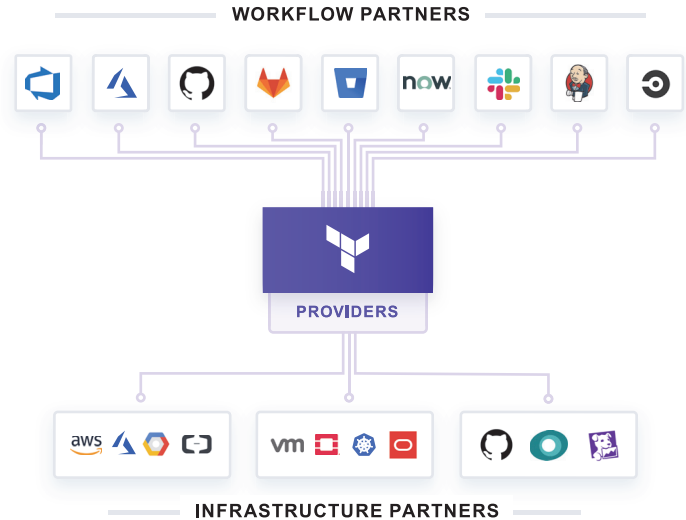 WORKFLOW PARTNERS
now
PROVIDERS
aws
vm
INFRASTRUCTURE PARTNERS